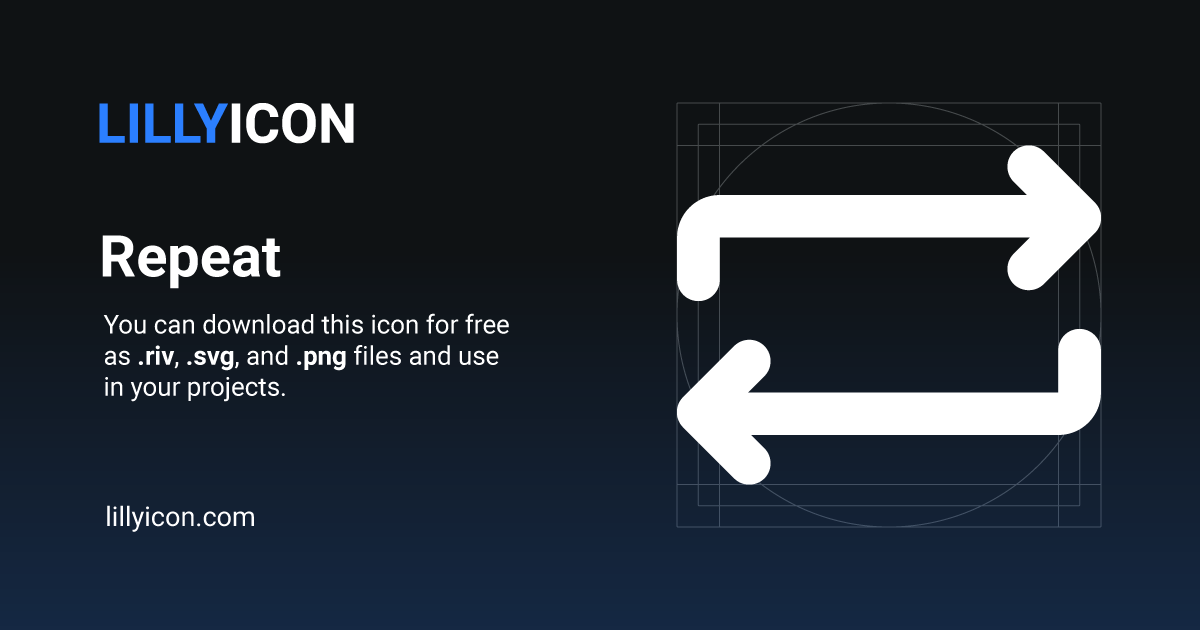 LILLYICON
Repeat
You can download this icon for free
as .riv, .svg, and .png files and use
in your projects.
lillyicon.com